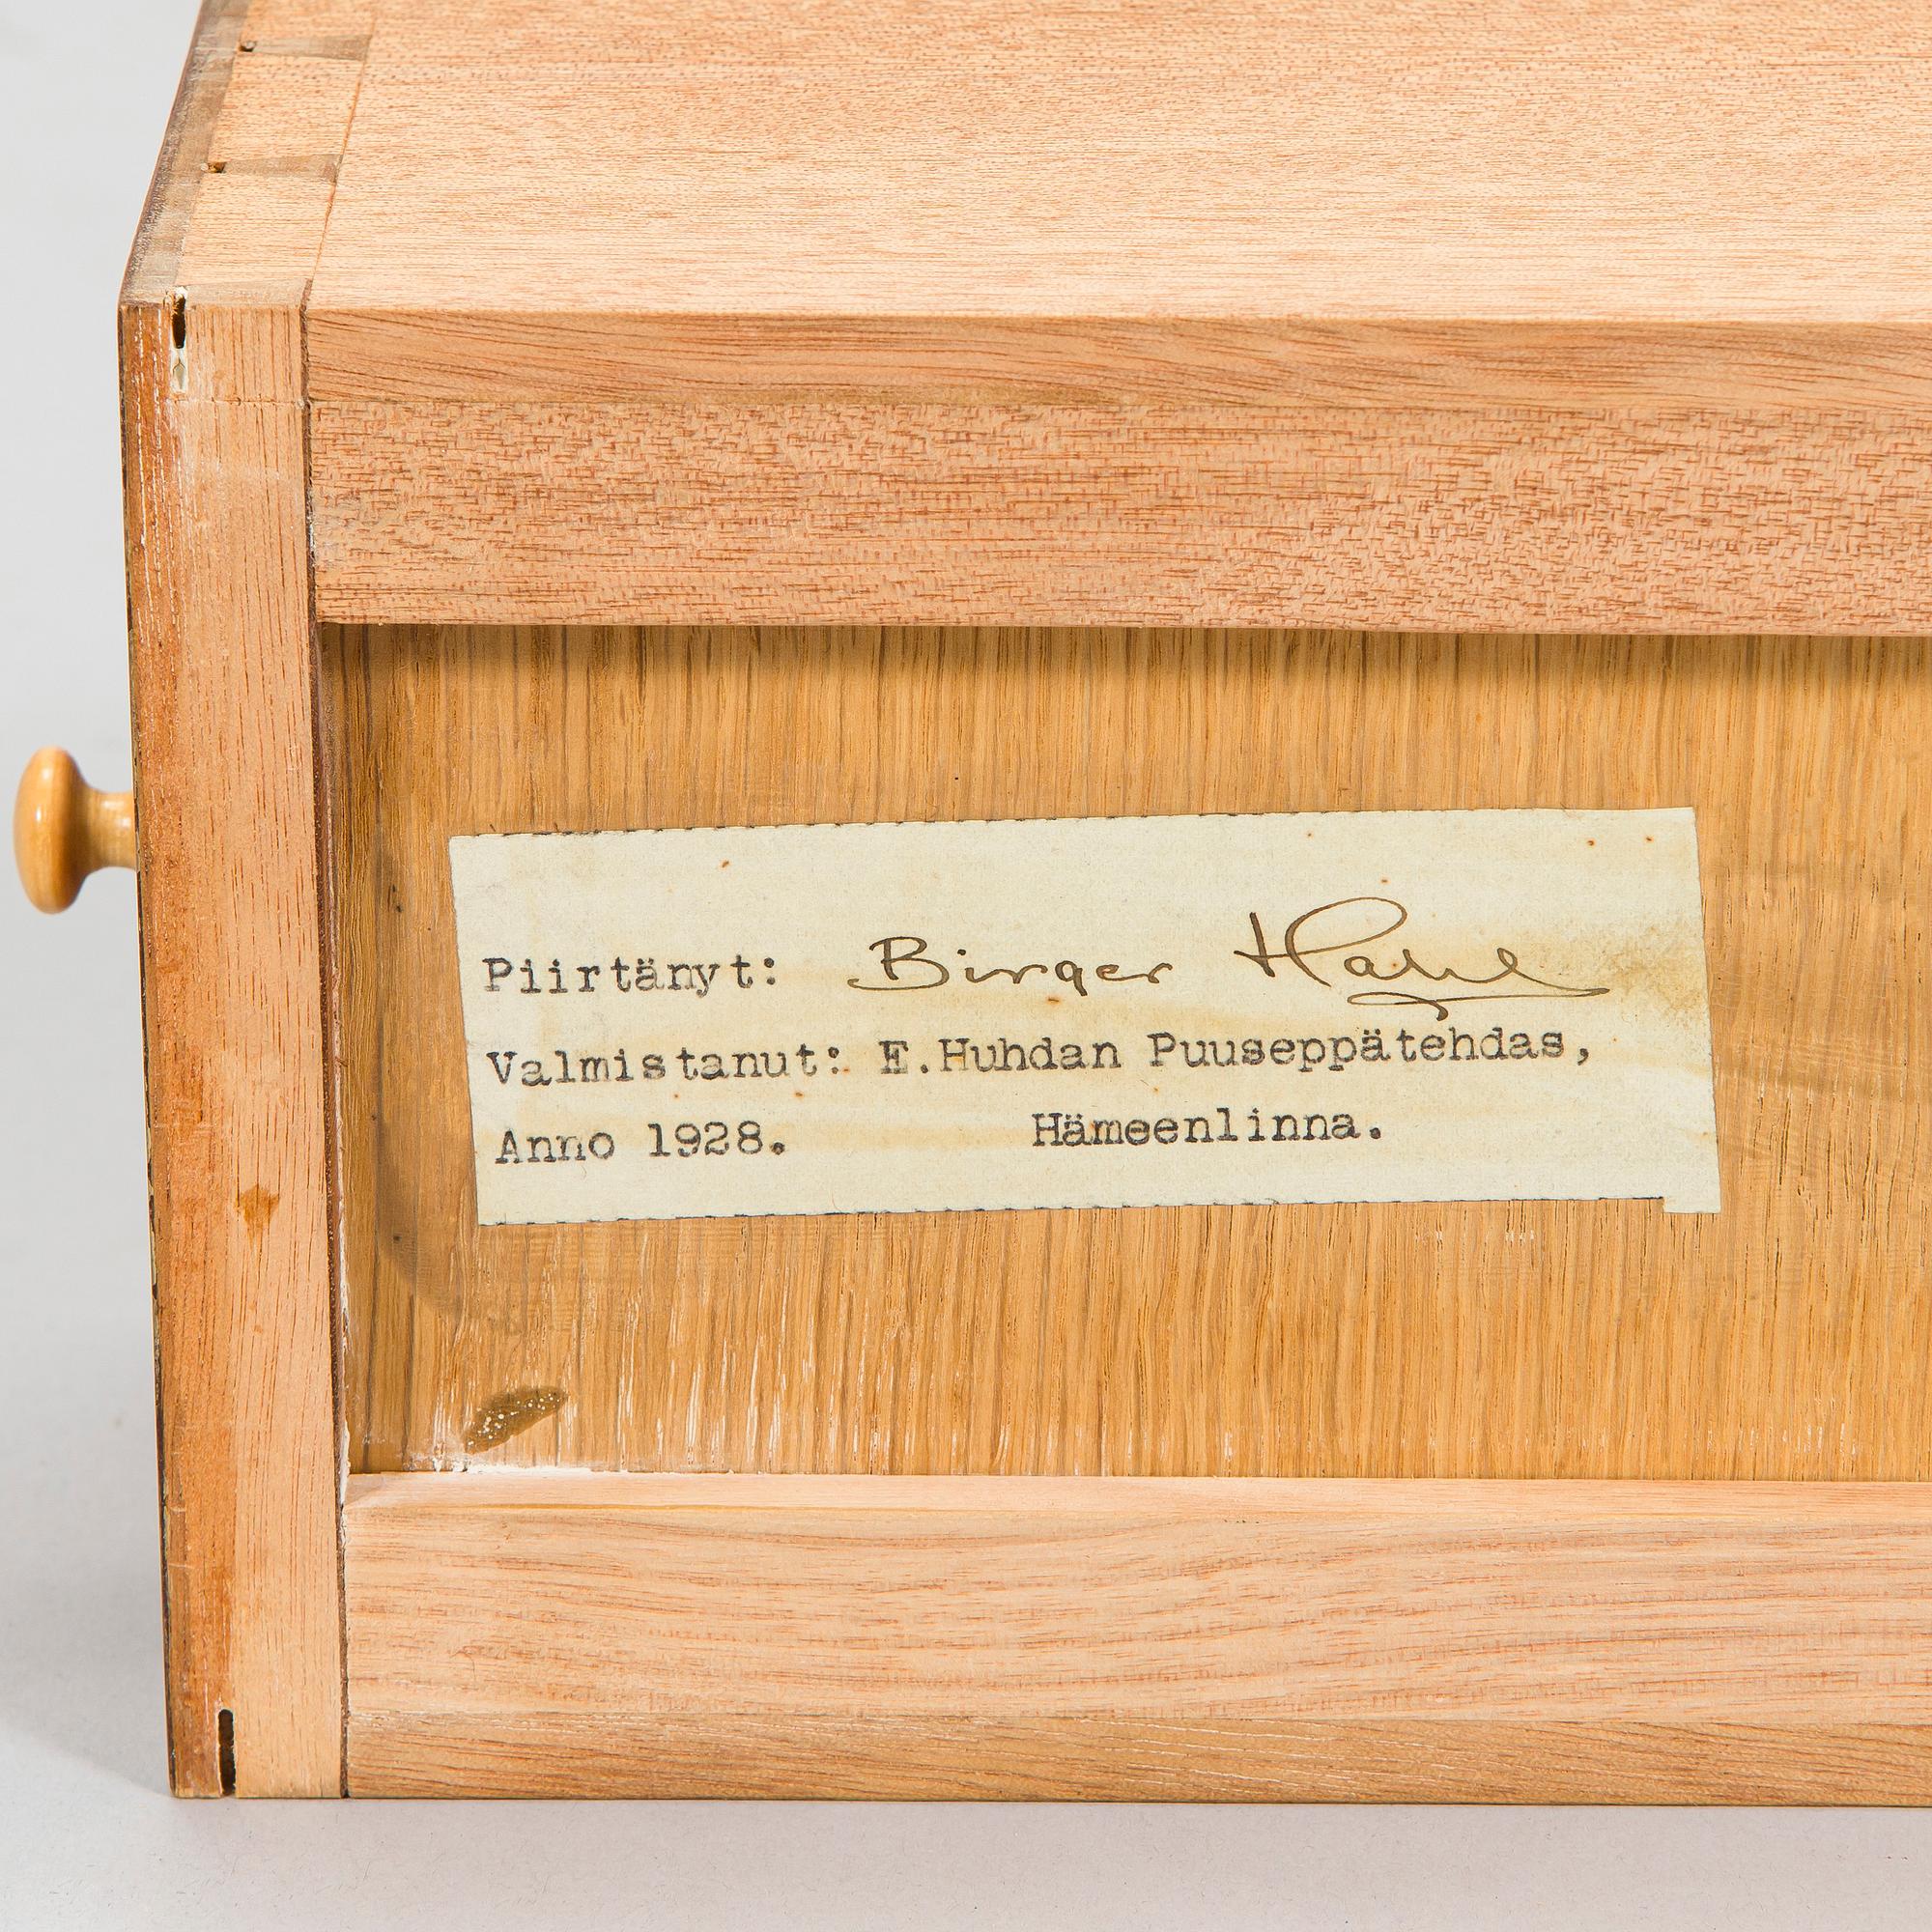 Piirtänyt: Birger Hahl
Valmistanut: E.Huhdan Puuseppätehdas,
Anno 1928. Hämeenlinna.